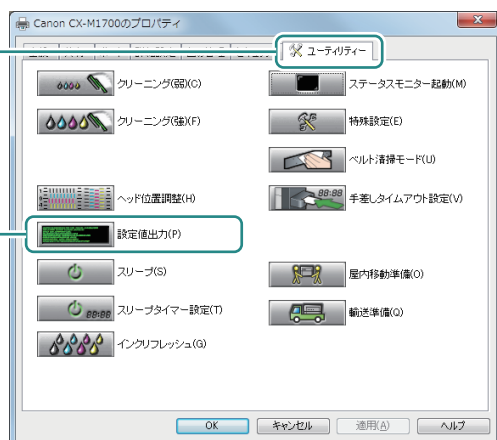 Canon CX-M1700のプロパティ
ユーティリティー
クリーニング(弱)(C)
ステータスモニター起動(M)
クリーニング(強)(F)
特殊設定(E)
ベルト清掃モード(U)
ヘッド位置調整(H)
88:88
手差しタイムアウト設定(V)
設定値出力(P)
スリープ(S)
屋内移動準備(O)
88:88
スリープタイマー設定(T)
輸送準備(Q)
インクリフレッシュ(G)
OK
キャンセル
適用(A)
ヘルプ